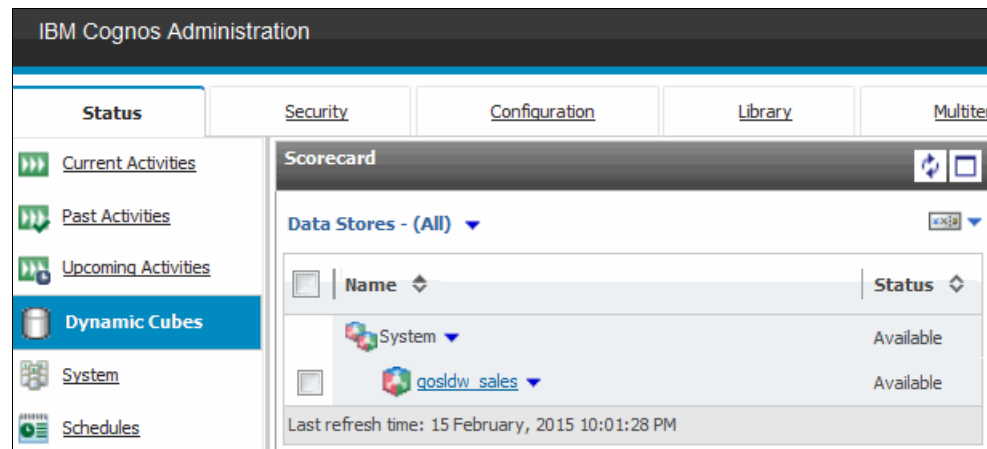 IBM Cognos Administration
Status Security Configuration Library Multite
Current Activities
Past Activities
Upcoming Activities
Dynamic Cubes
System
Schedules
Scorecard
Data Stores - (All)
Name Status
System Available
gosldw_sales Available
Last refresh time: 15 February, 2015 10:01:28 PM